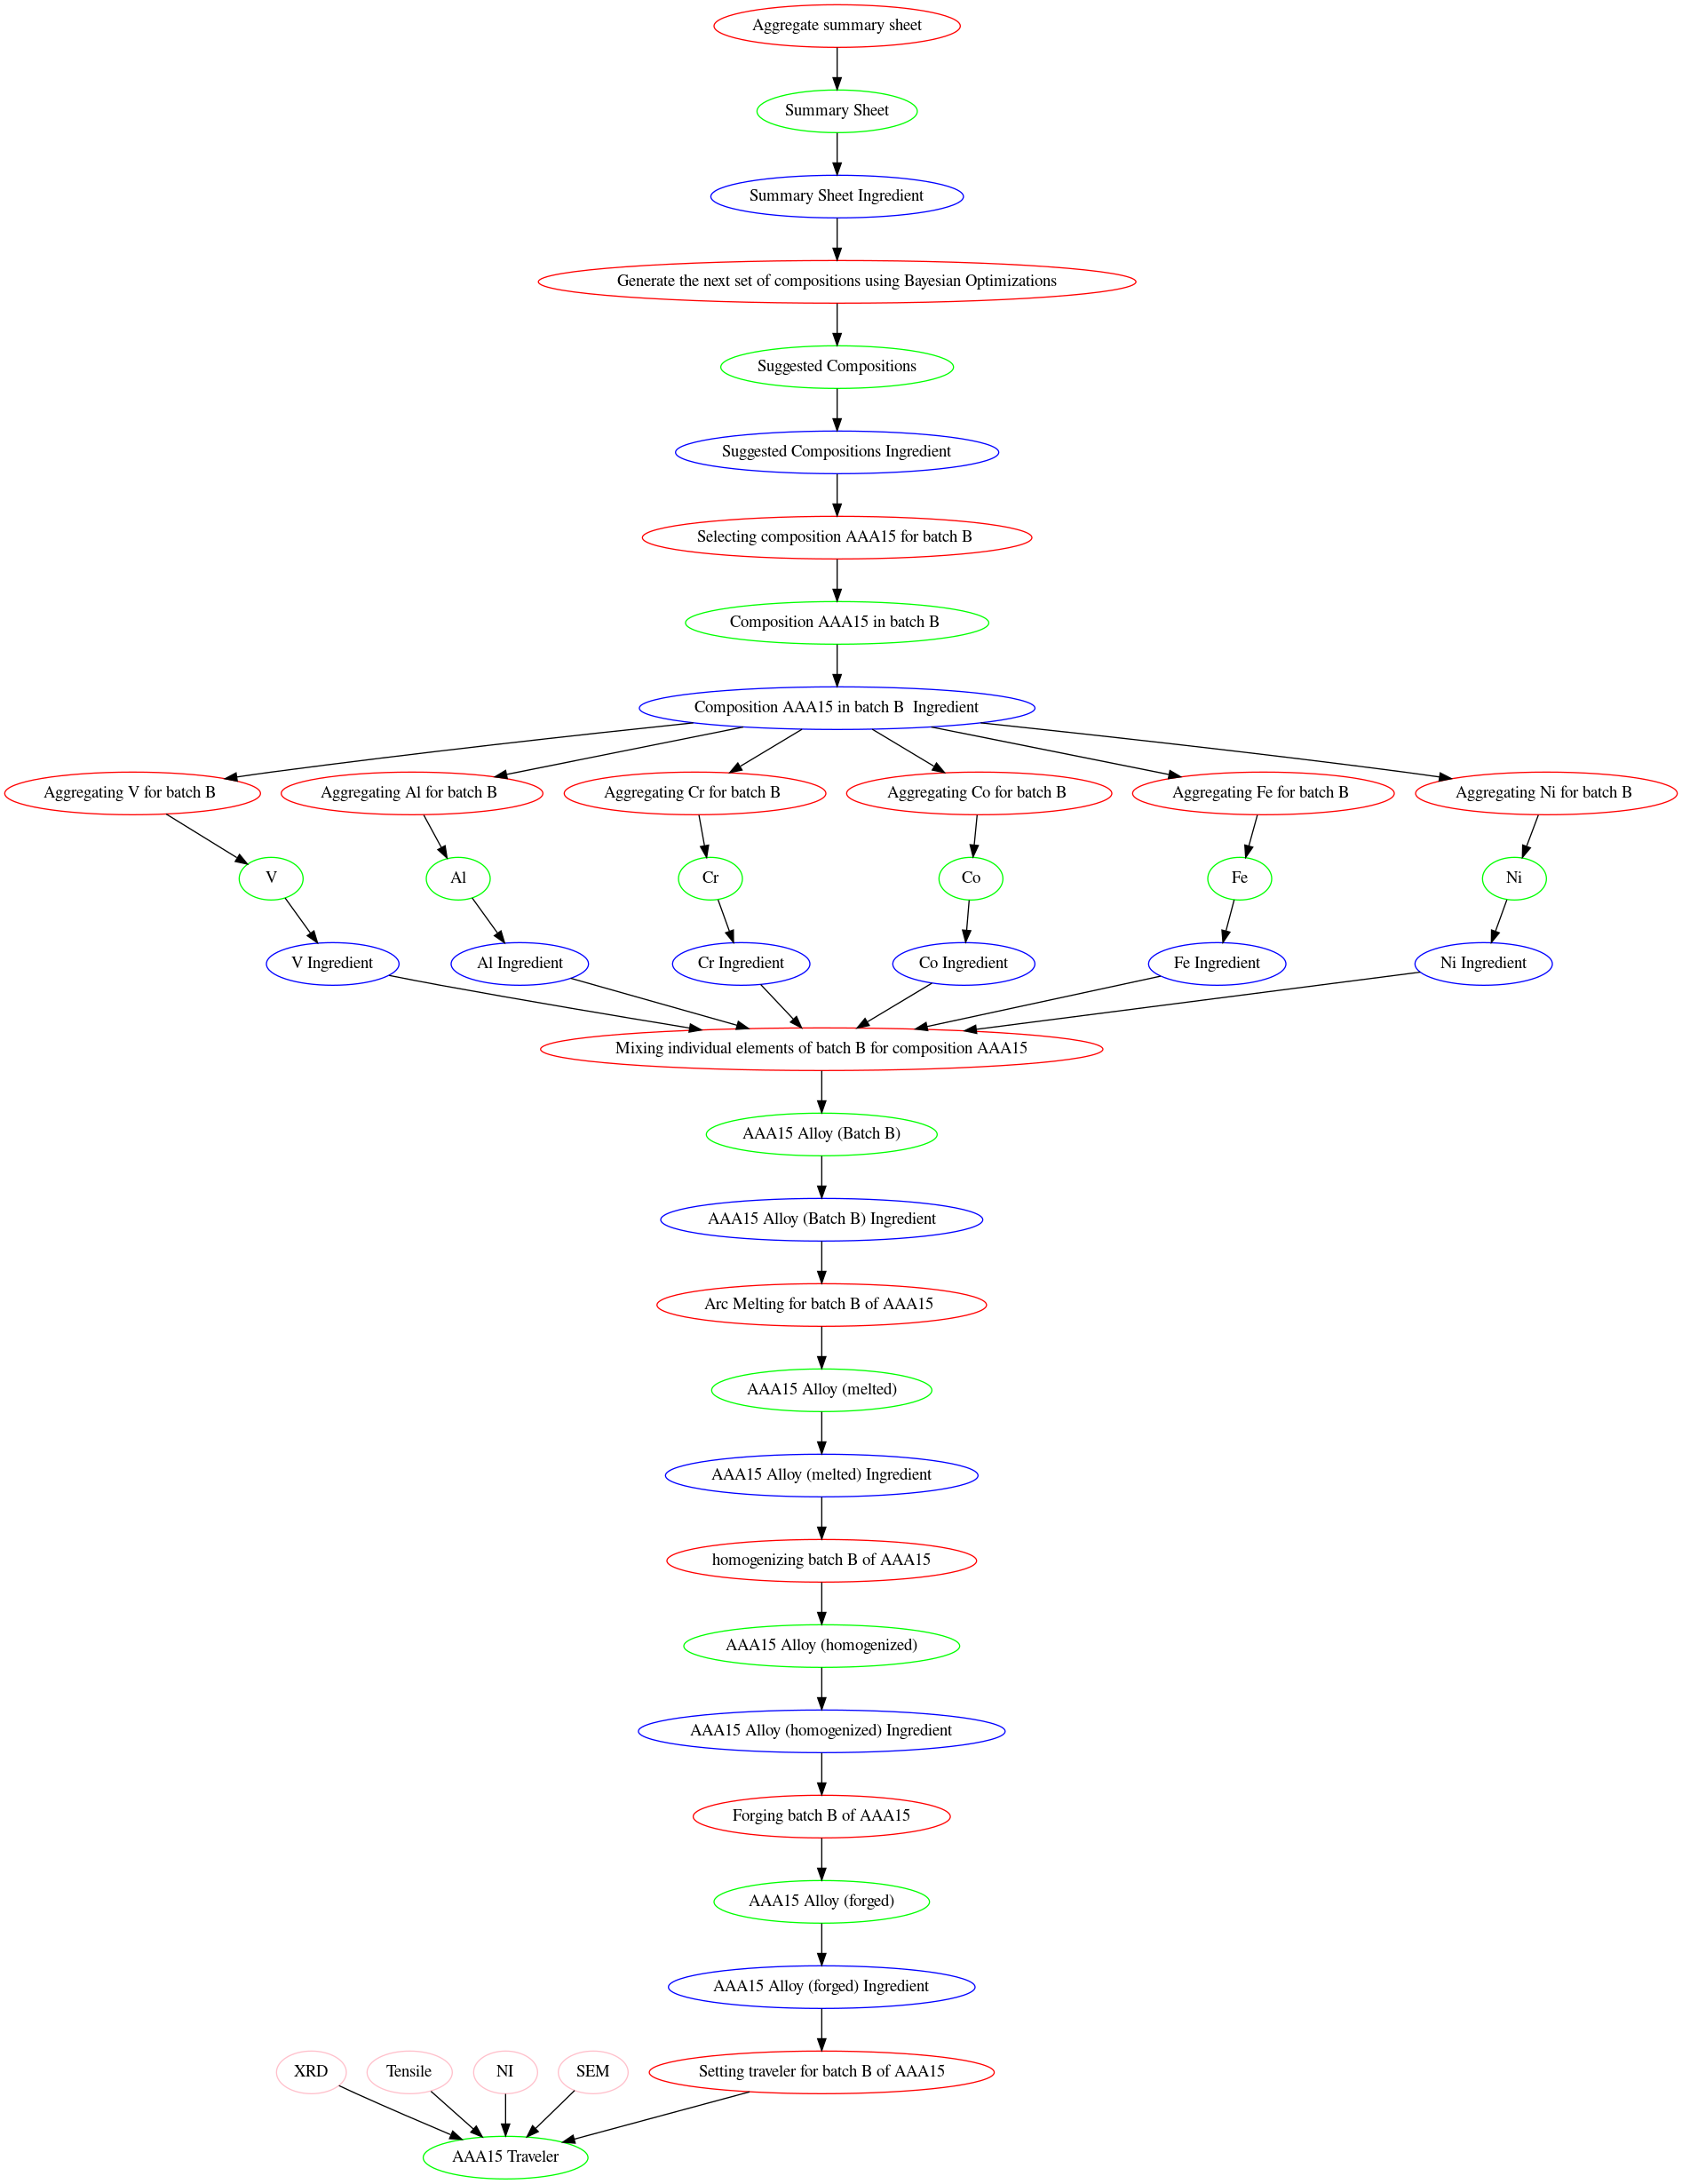 Aggregate summary sheet
Summary Sheet
Summary Sheet Ingredient
Generate the next set of compositions using Bayesian Optimizations
Suggested Compositions
Suggested Compositions Ingredient
Selecting composition AAA15 for batch B
Composition AAA15 in batch B
Composition AAA15 in batch B  Ingredient
Aggregating V for batch B
Aggregating Al for batch B
Aggregating Cr for batch B
Aggregating Co for batch B
Aggregating Fe for batch B
Aggregating Ni for batch B
V
Al
Cr
Co
Fe
Ni
V Ingredient
Al Ingredient
Cr Ingredient
Co Ingredient
Fe Ingredient
Ni Ingredient
Mixing individual elements of batch B for composition AAA15
AAA15 Alloy (Batch B)
AAA15 Alloy (Batch B) Ingredient
Arc Melting for batch B of AAA15
AAA15 Alloy (melted)
AAA15 Alloy (melted) Ingredient
homogenizing batch B of AAA15
AAA15 Alloy (homogenized)
AAA15 Alloy (homogenized) Ingredient
Forging batch B of AAA15
AAA15 Alloy (forged)
AAA15 Alloy (forged) Ingredient
XRD
Tensile
NI
SEM
Setting traveler for batch B of AAA15
AAA15 Traveler